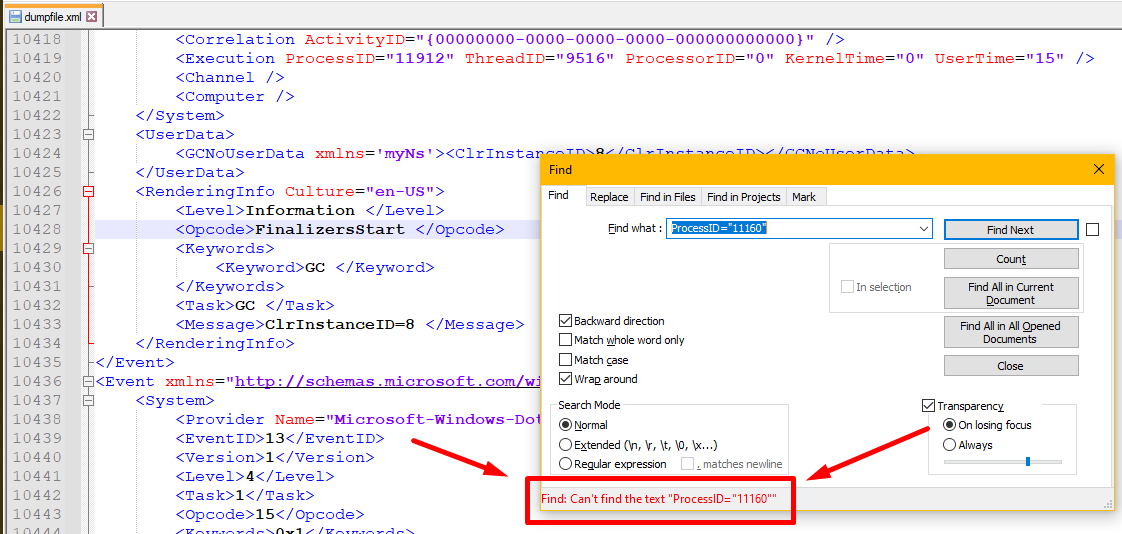 dumpfile.xml
10418 <Correlation ActivityID="{00000000-0000-0000-0000-000000000000}" />
10419 <Execution ProcessID="11912" ThreadID="9516" ProcessorID="0" KernelTime="0" UserTime="15" />
10420 <Channel />
10421 <Computer />
10422 </System>
10423 <UserData>
10424 <GCNoUserData xmlns='myNs'><ClrInstanceID>8</ClrInstanceID></GCNoUserData>
10425 </UserData>
10426 <RenderingInfo Culture="en-US">
10427 <Level>Information </Level>
10428 <Opcode>FinalizersStart </Opcode>
10429 <Keywords>
10430 <Keyword>GC </Keyword>
10431 </Keywords>
10432 <Task>GC </Task>
10433 <Message>ClrInstanceID=8 </Message>
10434 </RenderingInfo>
10435 </Event>
10436 <Event xmlns="http://schemas.microsoft.com/wi
10437 <System>
10438 <Provider Name="Microsoft-Windows-Dot
10439 <EventID>13</EventID>
10440 <Version>1</Version>
10441 <Level>4</Level>
10442 <Task>1</Task>
10443 <Opcode>15</Opcode>
10444 <Keywords>0x1</Keywords>
Find
Find Replace Find in Files Find in Projects Mark
Find what : ProcessID="11160" Find Next
Count
In selection Find All in Current
Document
Backward direction Find All in All Opened
Documents
Match whole word only
Match case Close
Wrap around
Search Mode Transparency
Normal On losing focus
Extended (\n, \r, \t, \0, \x...) Always
Regular expression . matches newline
Find: Can't find the text "ProcessID="11160""